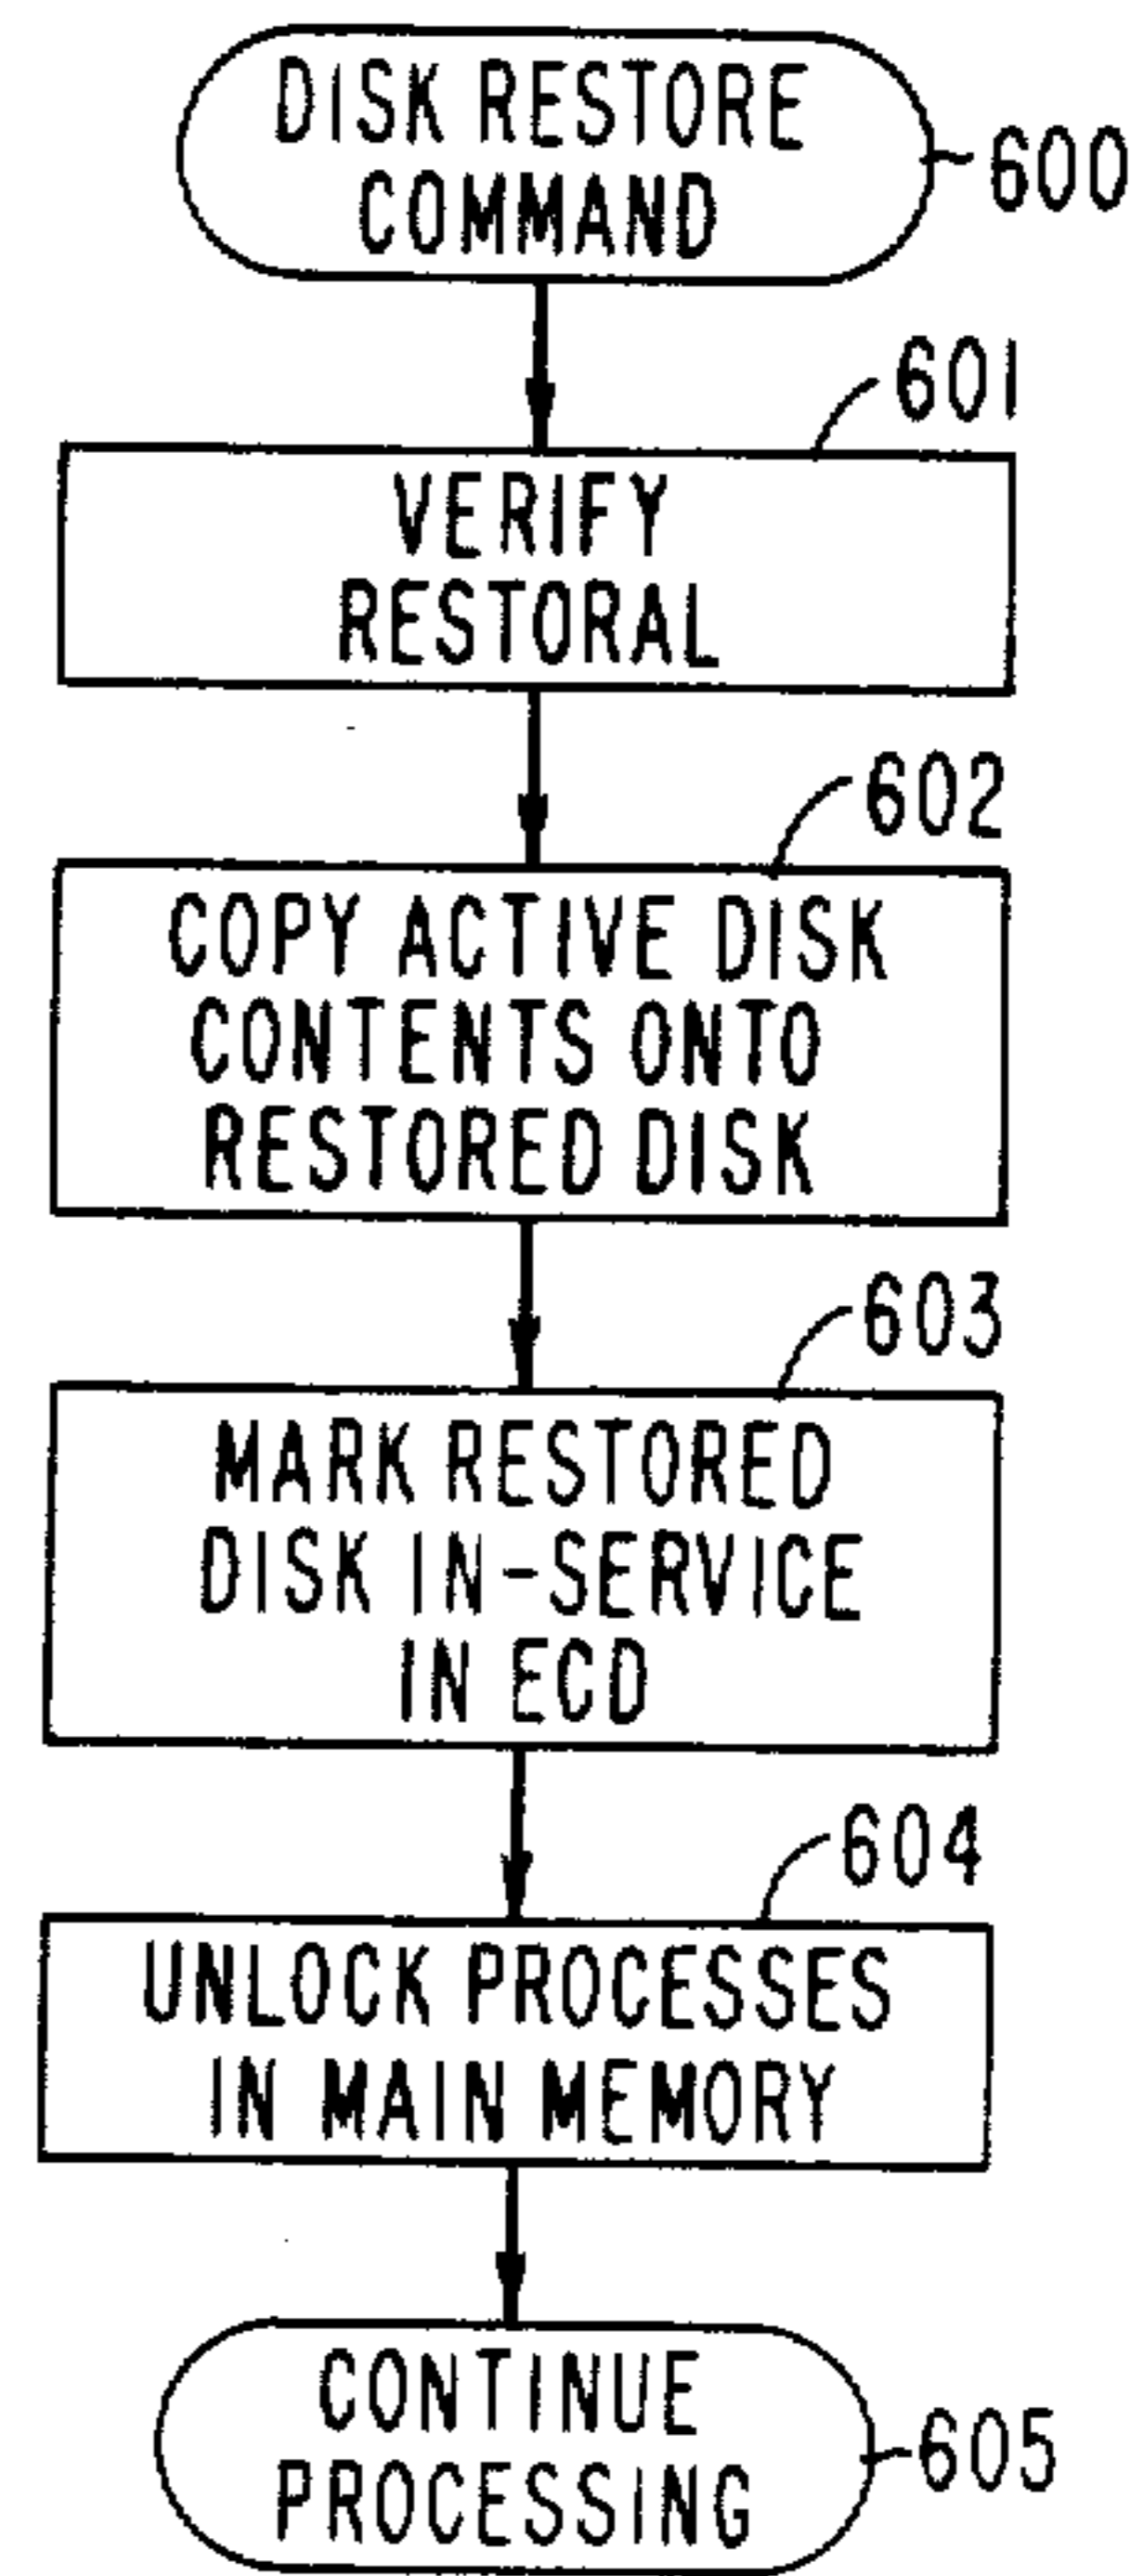 DISK RESTORE
COMMAND
600
601
VERIFY
RESTORAL
602
COPY ACTIVE DISK
CONTENTS ONTO
RESTORED DISK
603
MARK RESTORED
DISK IN-SERVICE
IN ECD
604
UNLOCK PROCESSES
IN MAIN MEMORY
CONTINUE
PROCESSING
605